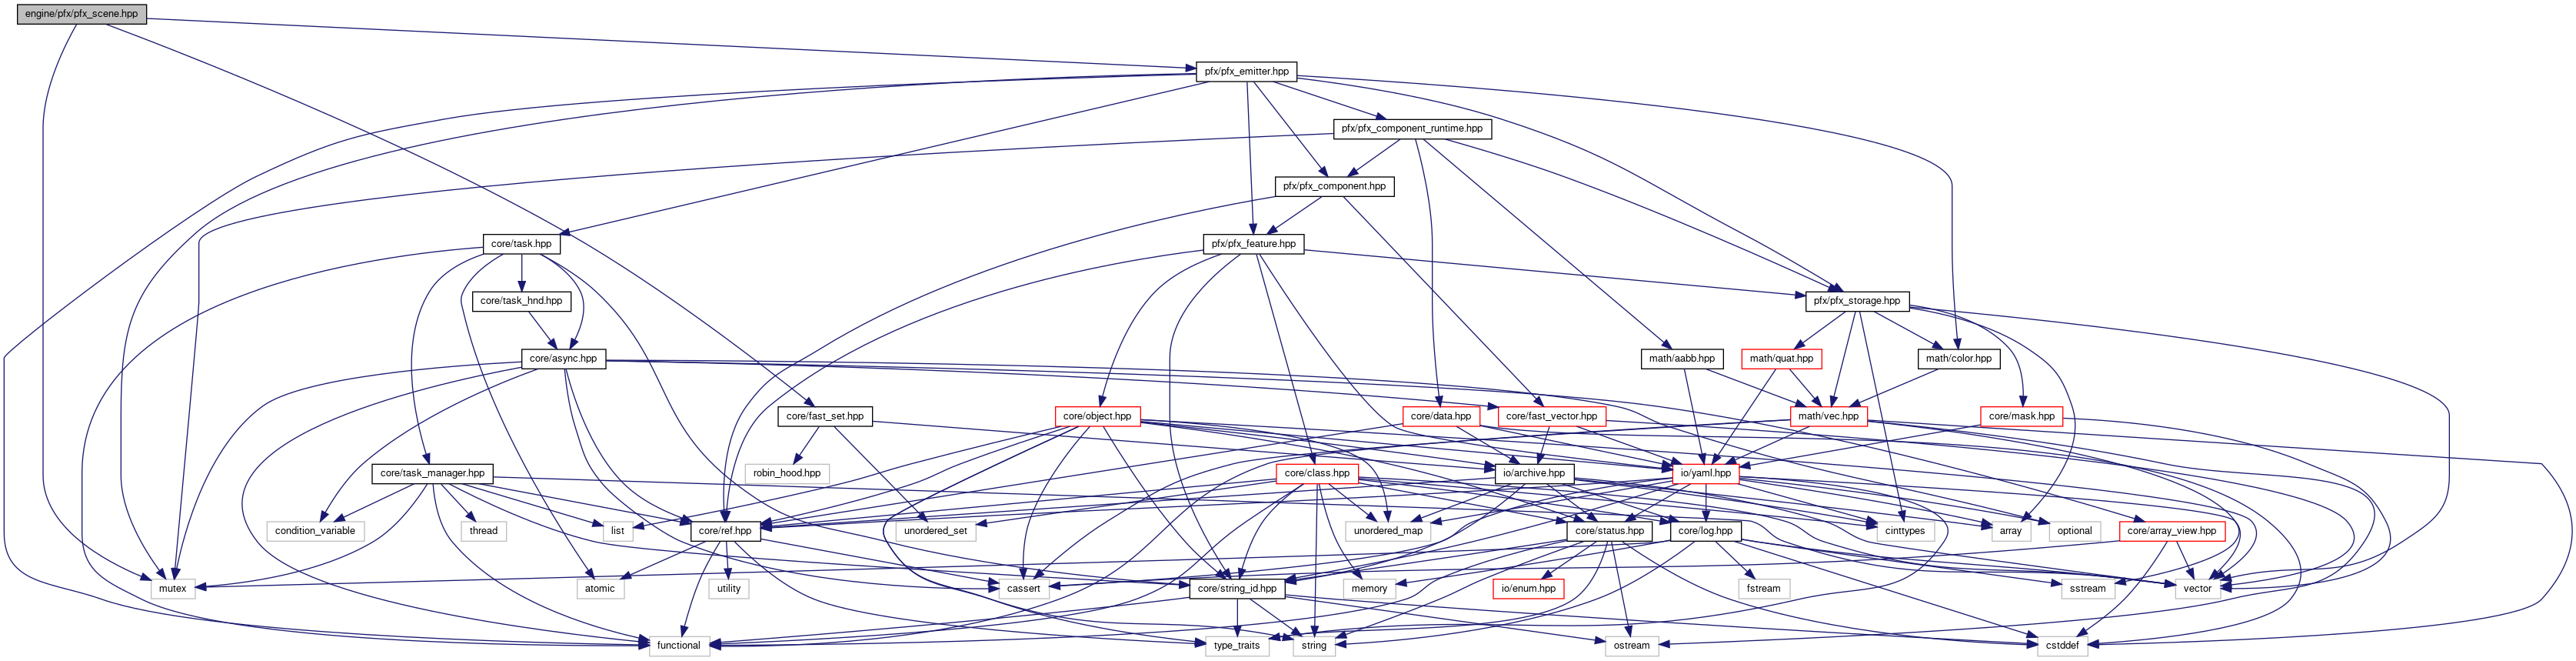 engine/pfx/pfx_scene.hpp
pfx/pfx_emitter.hpp
pfx/pfx_component_runtime.hpp
pfx/pfx_component.hpp
core/task.hpp
pfx/pfx_feature.hpp
core/task_hnd.hpp
pfx/pfx_storage.hpp
core/async.hpp
math/aabb.hpp
math/quat.hpp
math/color.hpp
core/fast_set.hpp
core/object.hpp
core/data.hpp
core/fast_vector.hpp
math/vec.hpp
core/mask.hpp
core/task_manager.hpp
robin_hood.hpp
core/class.hpp
io/archive.hpp
io/yaml.hpp
condition_variable
thread
list
core/ref.hpp
unordered_set
unordered_map
core/status.hpp
core/log.hpp
cinttypes
array
optional
core/array_view.hpp
mutex
atomic
utility
cassert
core/string_id.hpp
memory
io/enum.hpp
fstream
sstream
vector
functional
type_traits
string
ostream
cstddef